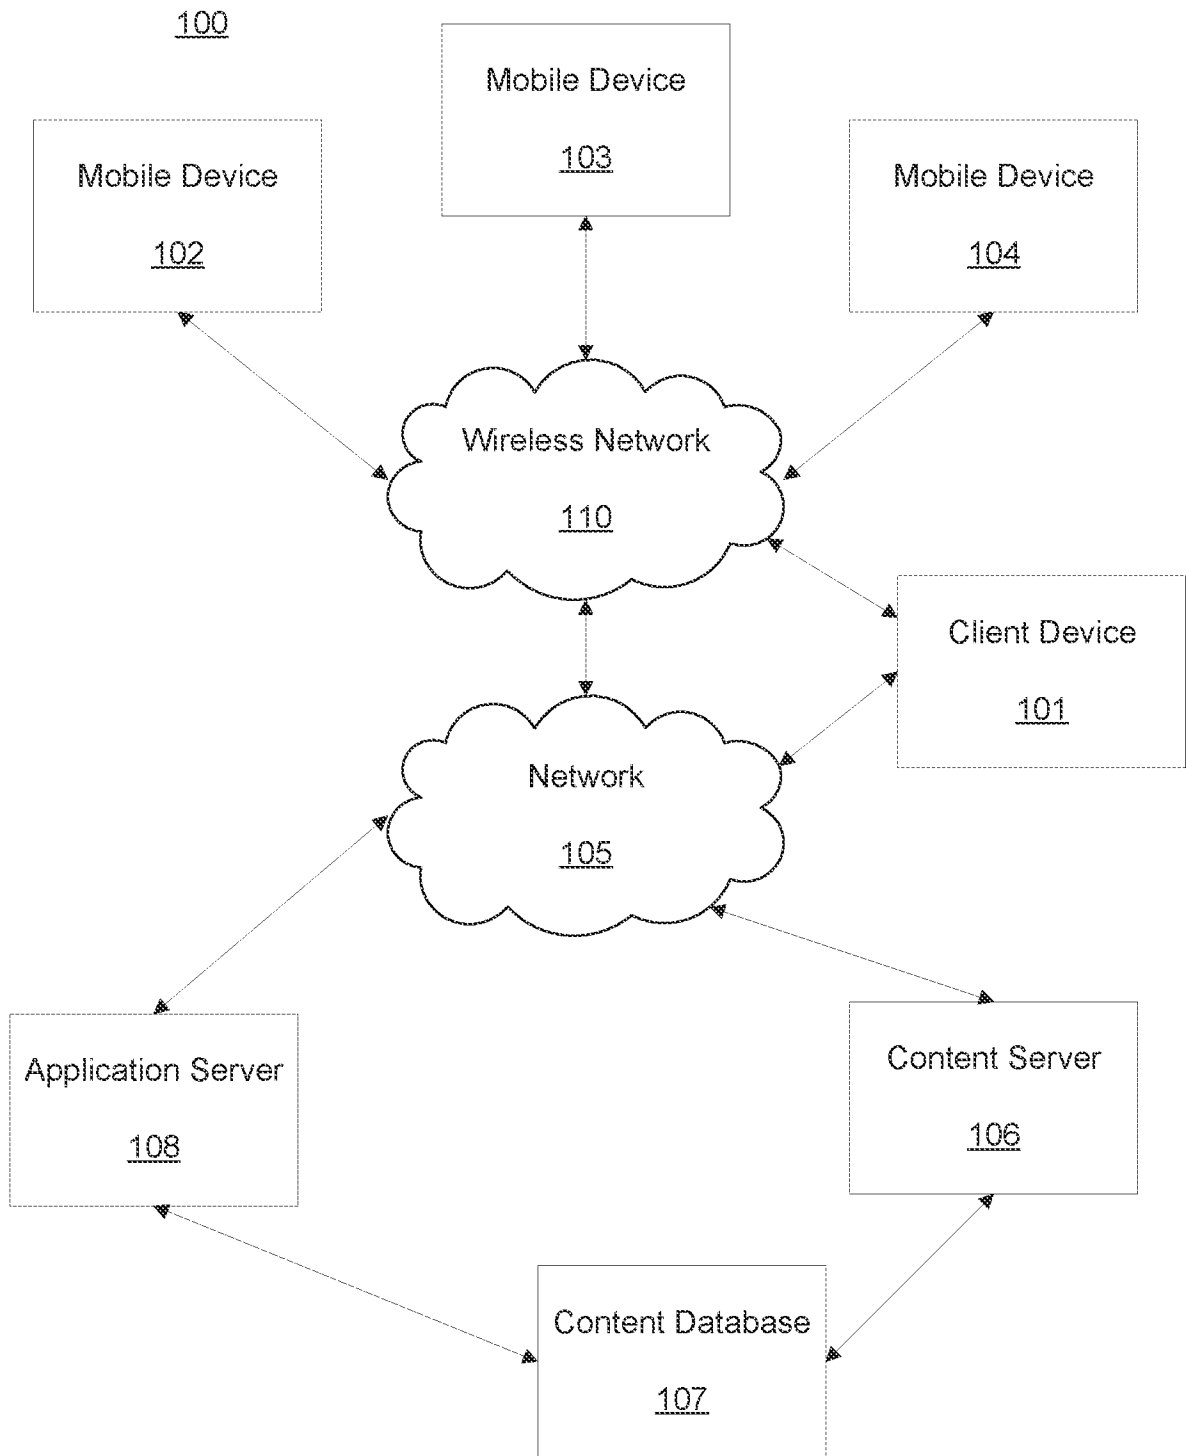 100
Mobile Device
103
Mobile Device
102
Mobile Device
104
Wireless Network
110
Client Device
101
Network
105
Application Server
108
Content Server
106
Content Database
107